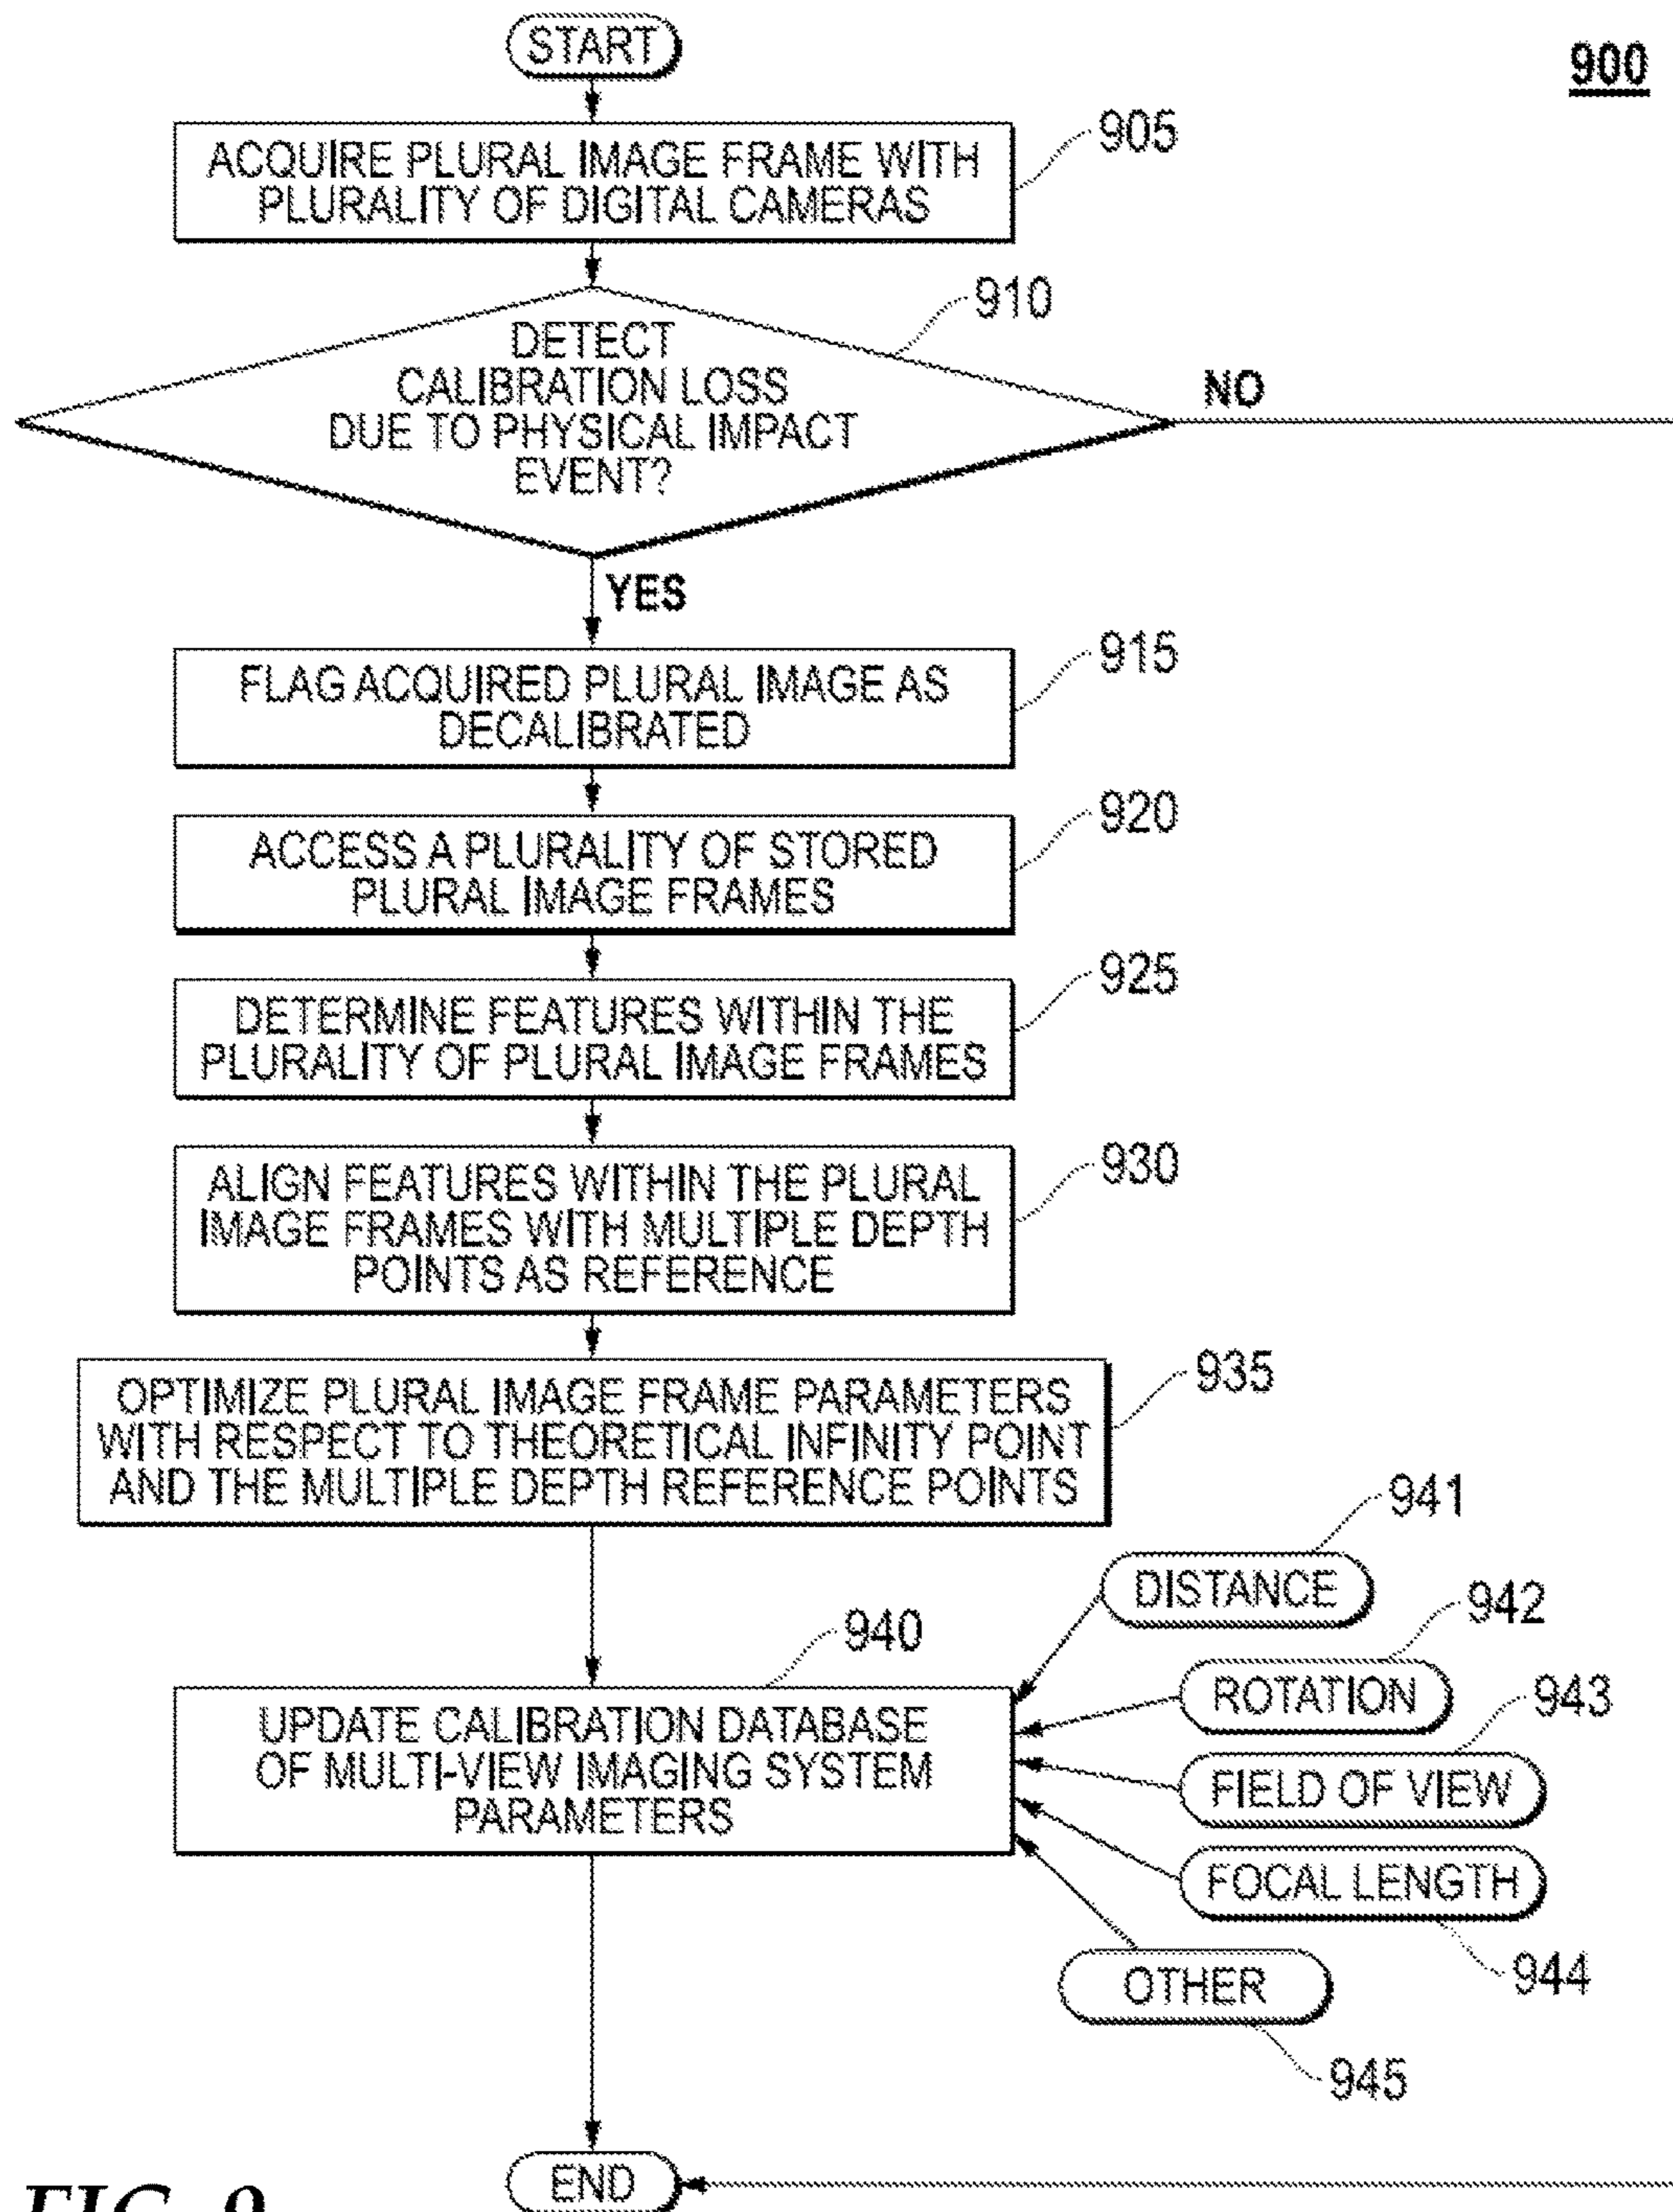 START
900
905
ACQUIRE PLURAL IMAGE FRAME WITH
PLURALITY OF DIGITAL CAMERAS
910
DETECT
CALIBRATION LOSS
DUE TO PHYSICAL IMPACT
EVENT?
NO
YES
915
FLAG ACQUIRED PLURAL IMAGE AS
DECALIBRATED
920
ACCESS A PLURALITY OF STORED
PLURAL IMAGE FRAMES
925
DETERMINE FEATURES WITHIN THE
PLURALITY OF PLURAL IMAGE FRAMES
930
ALIGN FEATURES WITHIN THE PLURAL
IMAGE FRAMES WITH MULTIPLE DEPTH
POINTS AS REFERENCE
935
OPTIMIZE PLURAL IMAGE FRAME PARAMETERS
WITH RESPECT TO THEORETICAL INFINITY POINT
AND THE MULTIPLE DEPTH REFERENCE POINTS
941
DISTANCE
942
ROTATION
940
943
UPDATE CALIBRATION DATABASE
OF MULTI-VIEW IMAGING SYSTEM
PARAMETERS
FIELD OF VIEW
FOCAL LENGTH
944
OTHER
945
END
FIG. 9